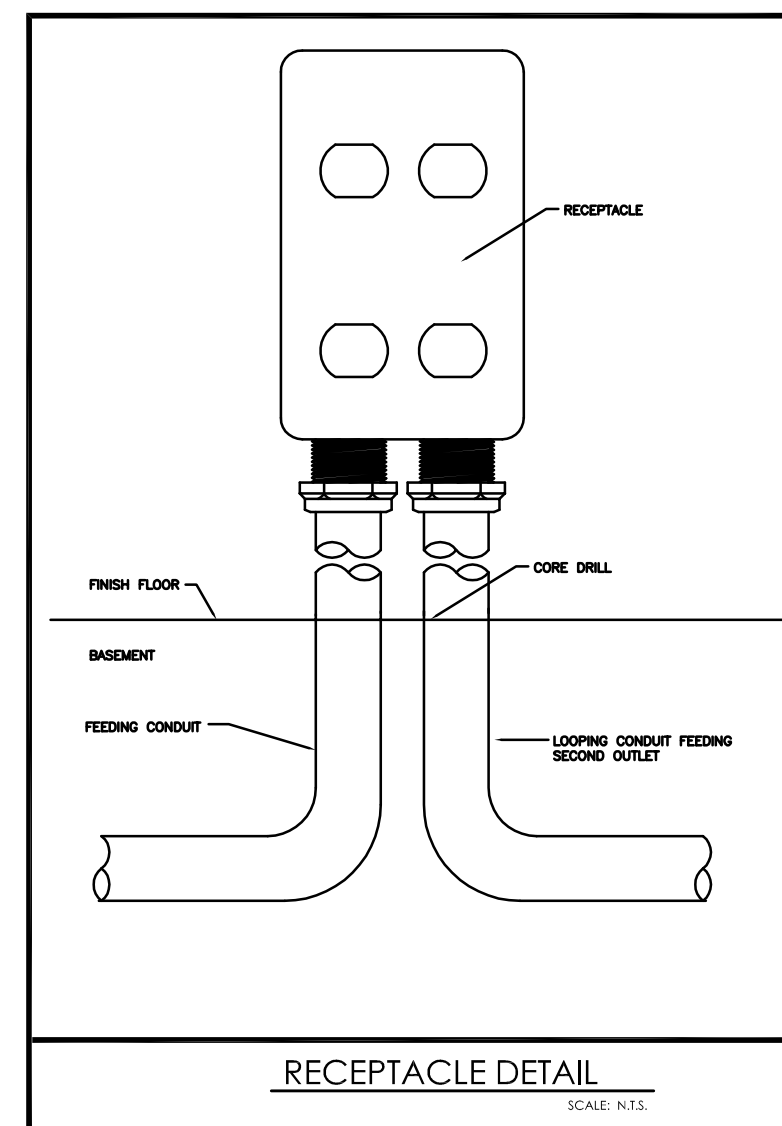 RECEPTACLE
CORE DRILL
FINISH FLOOR
BASEMENT
FEEDING CONDUIT
LOOPING CONDUIT FEEDING
SECOND OUTLET
RECEPTACLE DETAIL
SCALE: N.T.S.